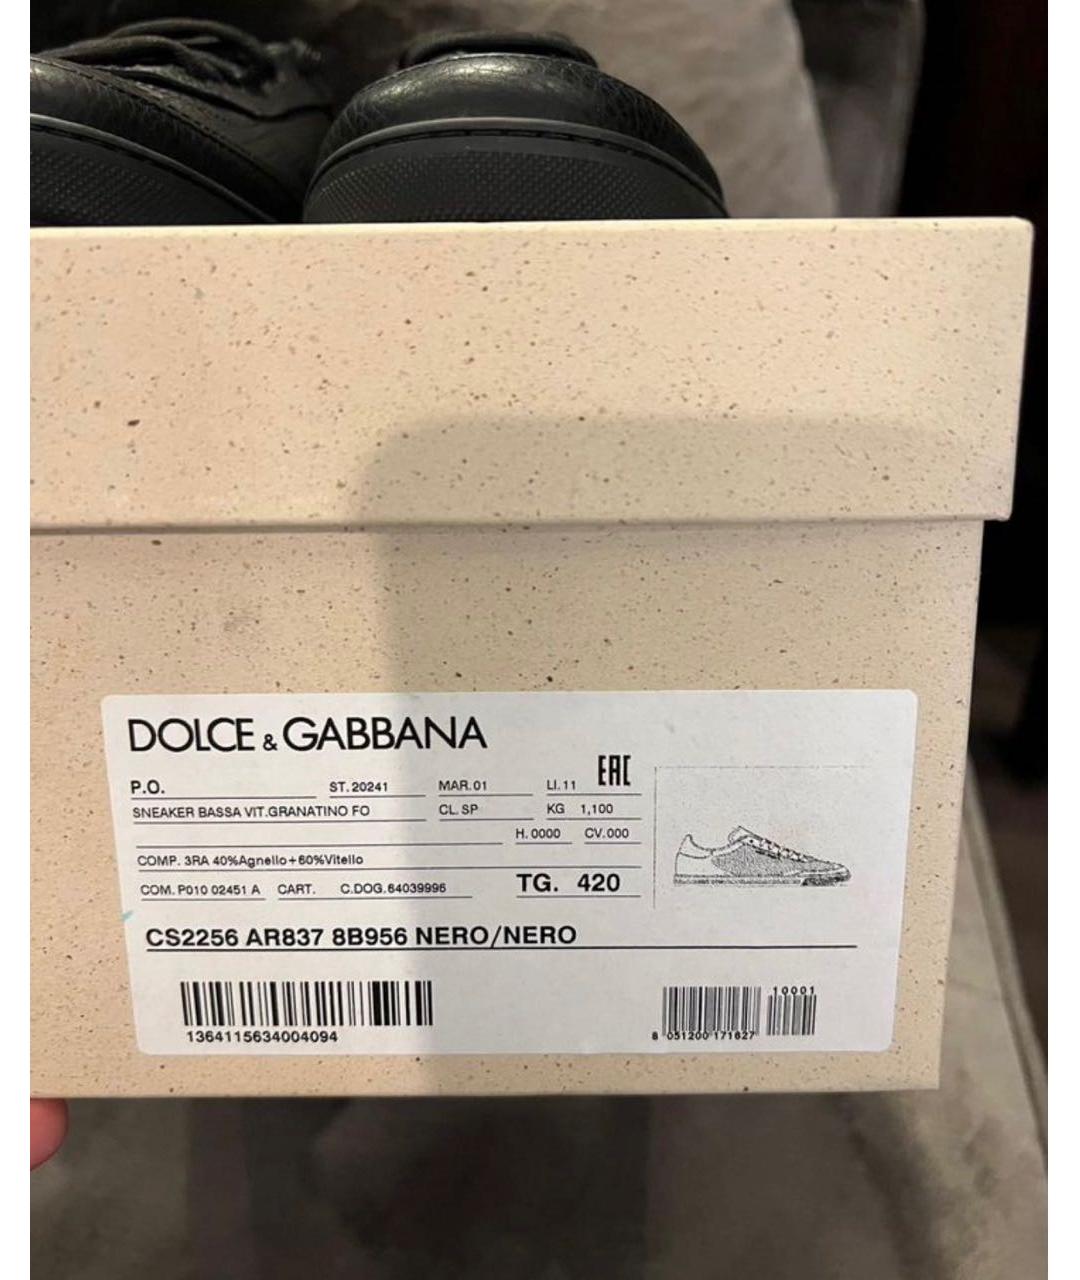 DOLCE & GABBANA
EAC
P.O. ST. 20241 MAR. 01 LI. 11
SNEAKER BASSA VIT.GRANATINO FO CL. SP KG 1,100
H. 0000 CV. 000
COMP. 3RA 40%Agnello+60%Vitello
COM. P010 02451 A CART. C.DOG. 64039996 TG. 420
CS2256 AR837 8B956 NERO/NERO
10001
1364115634004094
8 051200 171627